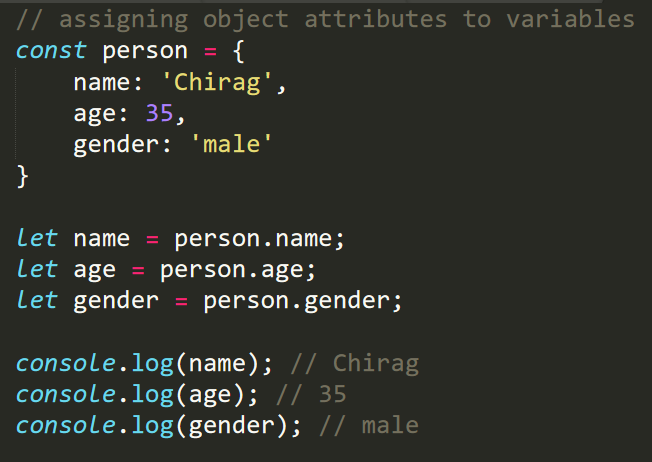 // assigning object attributes to variables
const person = {
    name: 'Chirag',
    age: 35,
    gender: 'male'
}

let name = person.name;
let age = person.age;
let gender = person.gender;

console.log(name); // Chirag
console.log(age); // 35
console.log(gender); // male